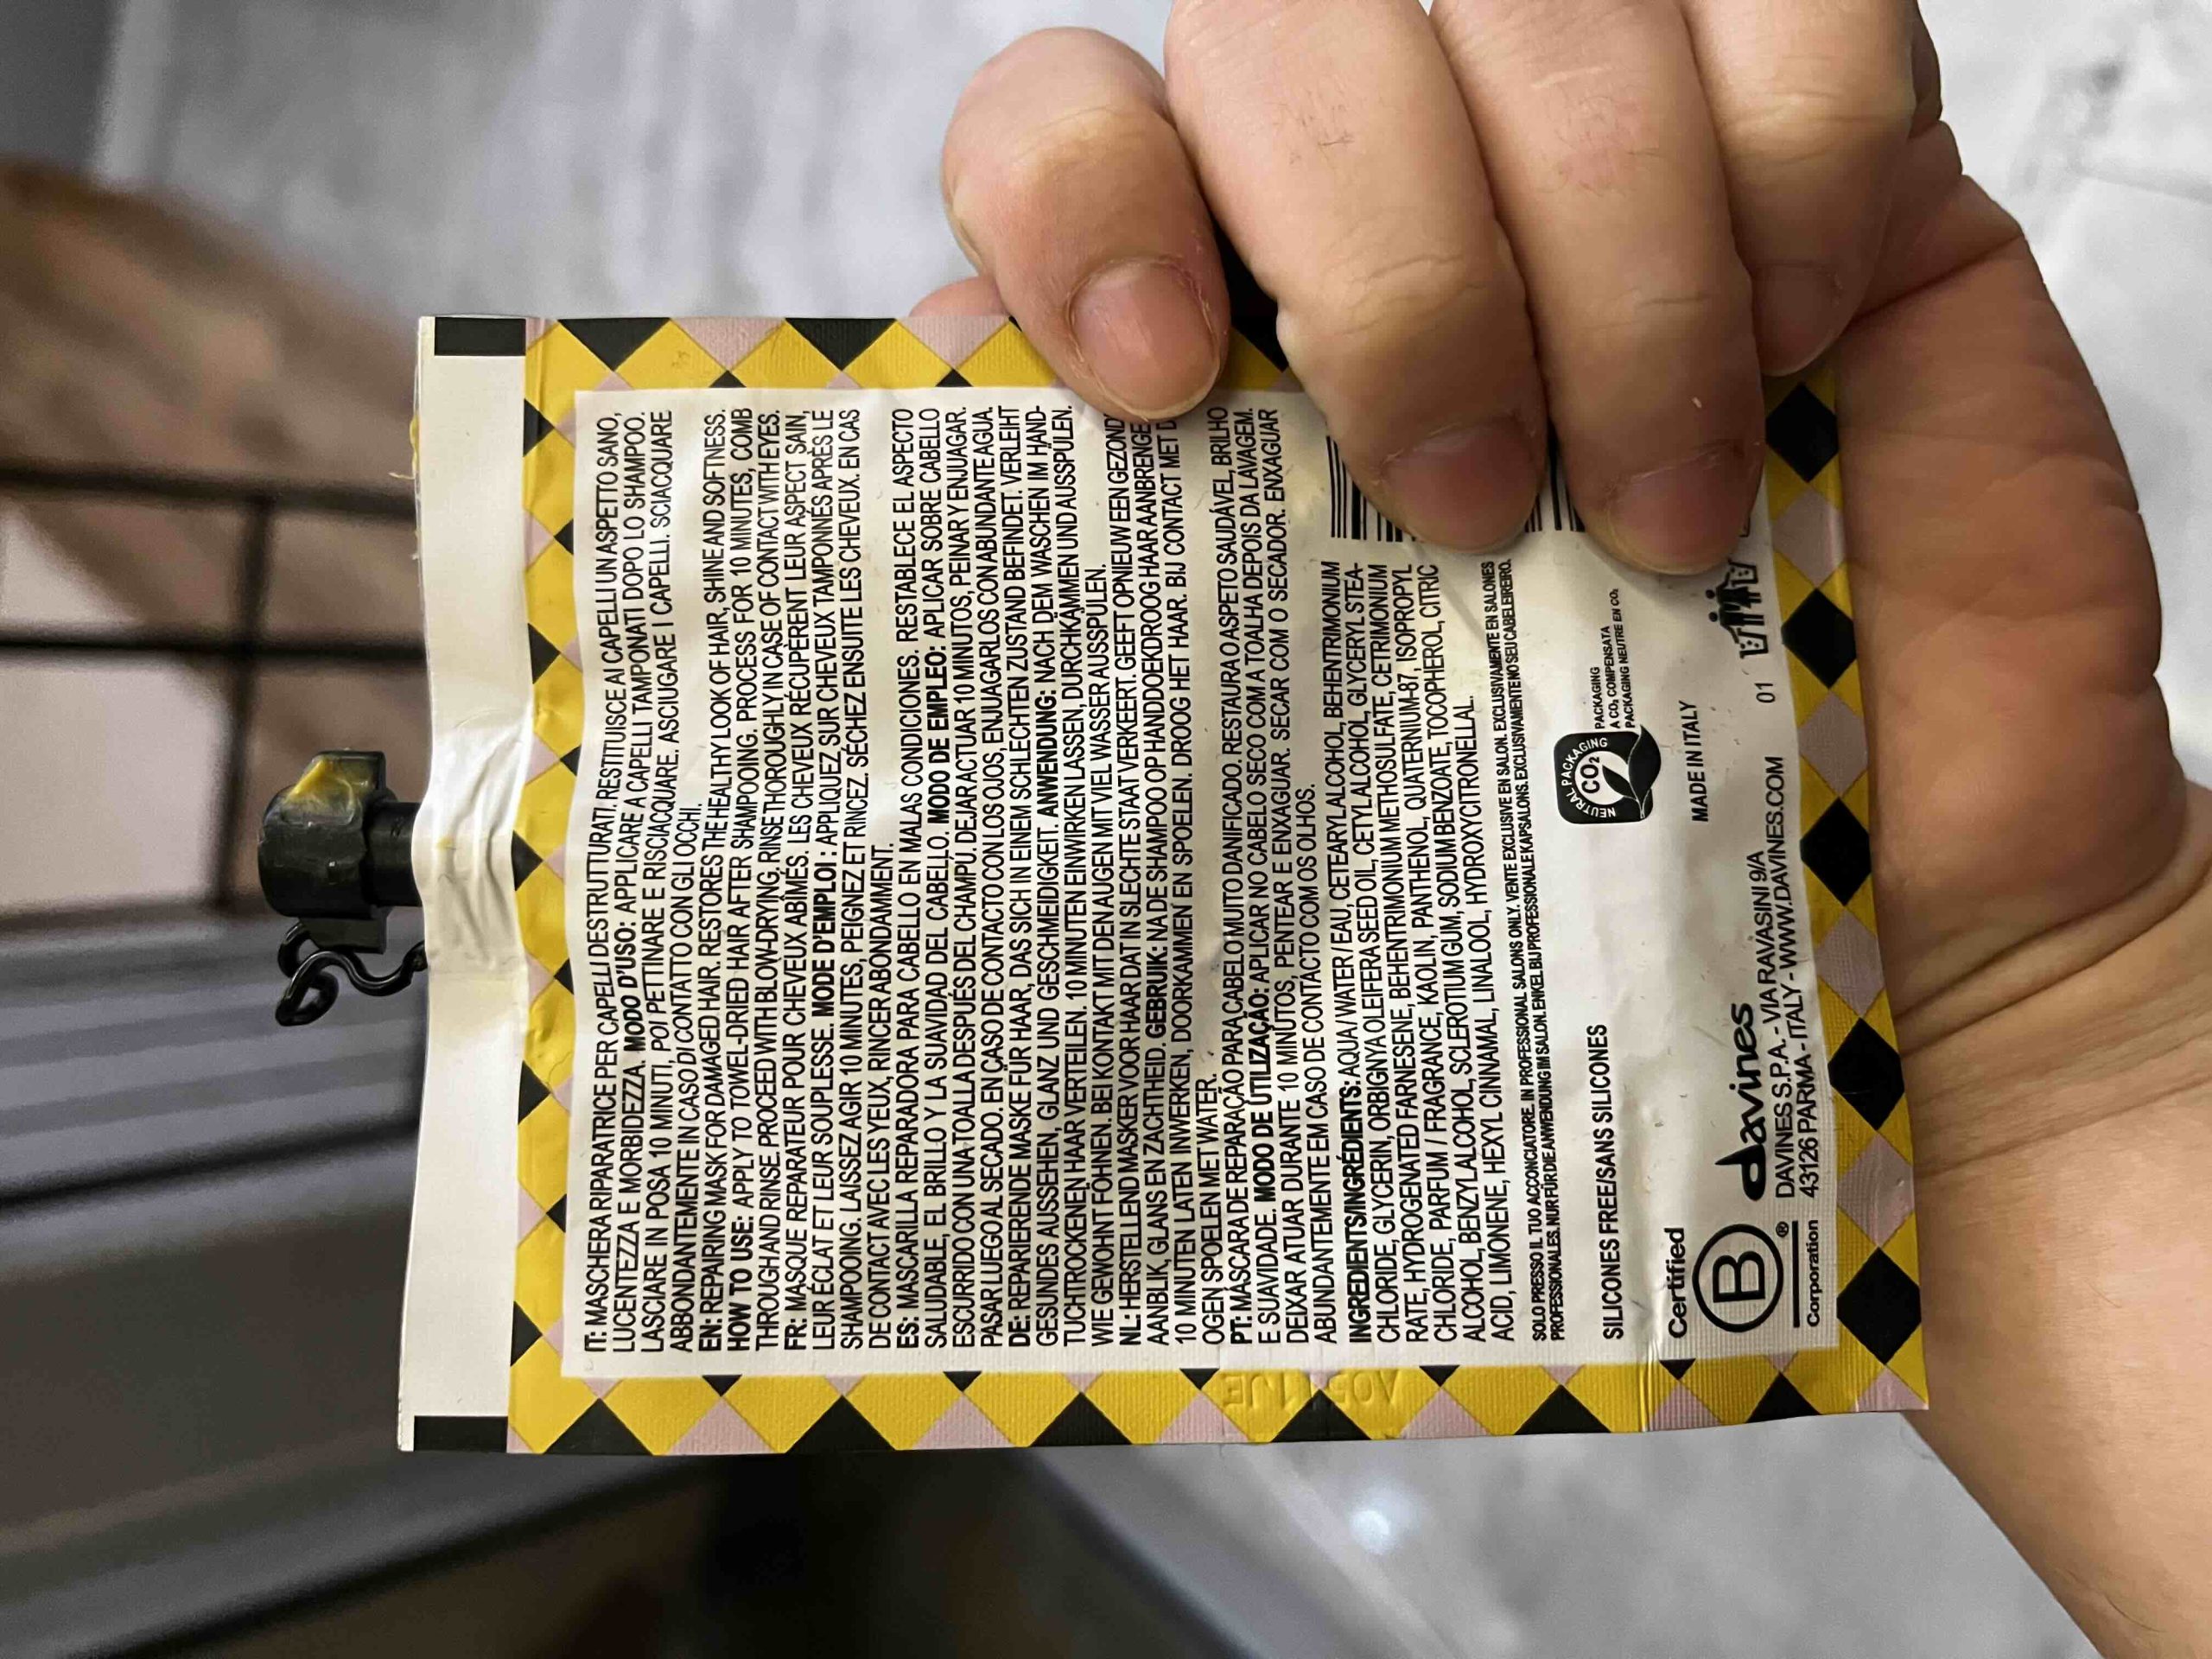 IT: MASCHERA RIPARATRICE PER CAPELLI DESTRUTTURATI. RESTITUISCE AI CAPELLI UN ASPETTO SANO,
LUCENTEZZA E MORBIDEZZA. MODO D'USO: APPLICARE A CAPELLI TAMPONATI DOPO LO SHAMPOO.
LASCIARE IN POSA 10 MINUTI, POI PETTINARE E RISCIACQUARE. ASCIUGARE I CAPELLI. SCIACQUARE
ABBONDANTEMENTE IN CASO DI CONTATTO CON GLI OCCHI.
EN: REPAIRING MASK FOR DAMAGED HAIR. RESTORES THE HEALTHY LOOK OF HAIR, SHINE AND SOFTNESS.
HOW TO USE: APPLY TO TOWEL-DRIED HAIR AFTER SHAMPOOING. PROCESS FOR 10 MINUTES, COMB
THROUGH AND RINSE. PROCEED WITH BLOW-DRYING. RINSE THOROUGHLY IN CASE OF CONTACT WITH EYES.
FR: MASQUE REPARATEUR POUR CHEVEUX ABÎMES. LES CHEVEUX RÉCUPÈRENT LEUR ASPECT SAIN,
LEUR ÉCLAT ET LEUR SOUPLESSE. MODE D'EMPLOI : APPLIQUEZ SUR CHEVEUX TAMPONNÉS APRÈS LE
SHAMPOOING. LAISSEZ AGIR 10 MINUTES, PEIGNEZ ET RINCEZ. SÉCHEZ ENSUITE LES CHEVEUX. EN CAS
DE CONTACT AVEC LES YEUX, RINCER ABONDAMMENT.
ES: MASCARILLA REPARADORA PARA CABELLO EN MALAS CONDICIONES. RESTABLECE EL ASPECTO
SALUDABLE, EL BRILLO Y LA SUAVIDAD DEL CABELLO. MODO DE EMPLEO: APLICAR SOBRE CABELLO
ESCURRIDO CON UNA TOALLA DESPUÉS DEL CHAMPÚ. DEJAR ACTUAR 10 MINUTOS, PEINAR Y ENJUAGAR.
PASAR LUEGO AL SECADO. EN CASO DE CONTACTO CON LOS OJOS, ENJUAGARLOS CON ABUNDANTE AGUA.
DE: REPARIERENDE MASKE FÜR HAAR, DAS SICH IN EINEM SCHLECHTEN ZUSTAND BEFINDET. VERLEIHT
GESUNDES AUSSEHEN, GLANZ UND GESCHMEIDIGKEIT. ANWENDUNG: NACH DEM WASCHEN IM HAND-
TUCHTROCKENEN HAAR VERTEILEN. 10 MINUTEN EINWIRKEN LASSEN, DURCHKÄMMEN UND AUSSPÜLEN.
WIE GEWOHNT FÖHNEN. BEI KONTAKT MIT DEN AUGEN MIT VIEL WASSER AUSSPÜLEN.
NL: HERSTELLEND MASKER VOOR HAAR DAT IN SLECHTE STAAT VERKEERT. GEEFT OPNIEUW EEN GEZOND
AANBLIK, GLANS EN ZACHTHEID. GEBRUIK: NA DE SHAMPOO OP HANDDOEKDROOG HAAR AANBRENGE
10 MINUTEN LATEN INWERKEN, DOORKAMMEN EN SPOELEN. DROOG HET HAAR. BIJ CONTACT MET D
OGEN SPOELEN MET WATER.
PT: MÁSCARA DE REPARAÇÃO PARA CABELO MUITO DANIFICADO. RESTAURA O ASPETO SAUDÁVEL, BRILHO
E SUAVIDADE. MODO DE UTILIZAÇÃO: APLICAR NO CABELO SECO COM A TOALHA DEPOIS DA LAVAGEM.
DEIXAR ATUAR DURANTE 10 MINUTOS, PENTEAR E ENXAGUAR. SECAR COM O SECADOR. ENXAGUAR
ABUNDANTEMENTE EM CASO DE CONTACTO COM OS OLHOS.
INGREDIENTS/INGRÉDIENTS: AQUA / WATER / EAU, CETEARYL ALCOHOL, BEHENTRIMONIUM
CHLORIDE, GLYCERIN, ORBIGNYA OLEIFERA SEED OIL, CETYL ALCOHOL, GLYCERYL STEA-
RATE, HYDROGENATED FARNESENE, BEHENTRIMONIUM METHOSULFATE, CETRIMONIUM
CHLORIDE, PARFUM / FRAGRANCE, KAOLIN, PANTHENOL, QUATERNIUM-87, ISOPROPYL
ALCOHOL, BENZYL ALCOHOL, SCLEROTIUM GUM, SODIUM BENZOATE, TOCOPHEROL, CITRIC
ACID, LIMONENE, HEXYL CINNAMAL, LINALOOL, HYDROXYCITRONELLAL.
SOLO PRESSO IL TUO ACCONCIATORE. IN PROFESSIONAL SALONS ONLY. VENTE EXCLUSIVE EN SALON. EXCLUSIVAMENTE EN SALONES
PROFESSIONALES. NUR FÜR DIE ANWENDUNG IM SALON. ENKEL BIJ PROFESSIONALE KAPSALONS. EXCLUSIVAMENTE NO SEU CABELEIREIRO.
SILICONES FREE/SANS SILICONES
NEUTRAL PACKAGING
CO₂
PACKAGING
A CO₂ COMPENSATA
PACKAGING NEUTRE EN CO₂
Certified
B
®
Corporation
MADE IN ITALY
davines
DAVINES S.P.A. - VIA RAVASINI 9/A
43126 PARMA - ITALY - WWW.DAVINES.COM
01